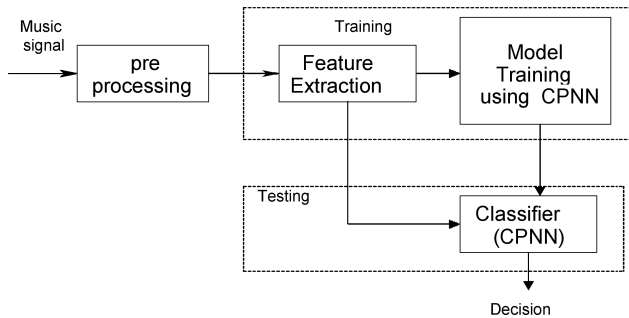 Music
signal
pre
processing
Training
Feature
Extraction
Model
Training
using CPNN
Testing
Classifier
(CPNN)
Decision